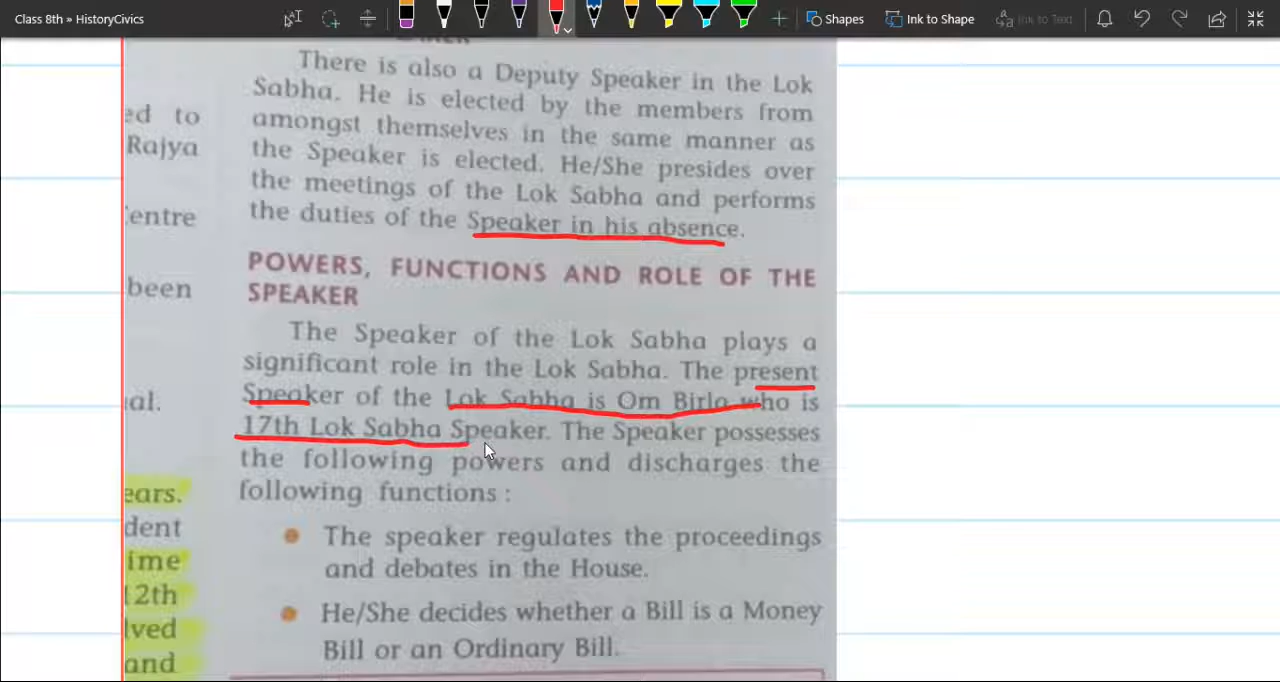 Class 8th » HistoryCivics
Shapes
Ink to Shape
Ink to Text
There is also a Deputy Speaker in the Lok
Sabha. He is elected by the members from
amongst themselves in the same manner as
the Speaker is elected. He/She presides over
the meetings of the Lok Sabha and performs
the duties of the Speaker in his absence.
POWERS, FUNCTIONS AND ROLE OF THE
SPEAKER
The Speaker of the Lok Sabha plays a
significant role in the Lok Sabha. The present
Speaker of the Lok Sabha is Om Birla who is
17th Lok Sabha Speaker. The Speaker possesses
the following powers and discharges the
following functions :
The speaker regulates the proceedings
and debates in the House.
He/She decides whether a Bill is a Money
Bill or an Ordinary Bill.
ed to
Rajya
Centre
been
al.
ears.
dent
ime
12th
lved
and